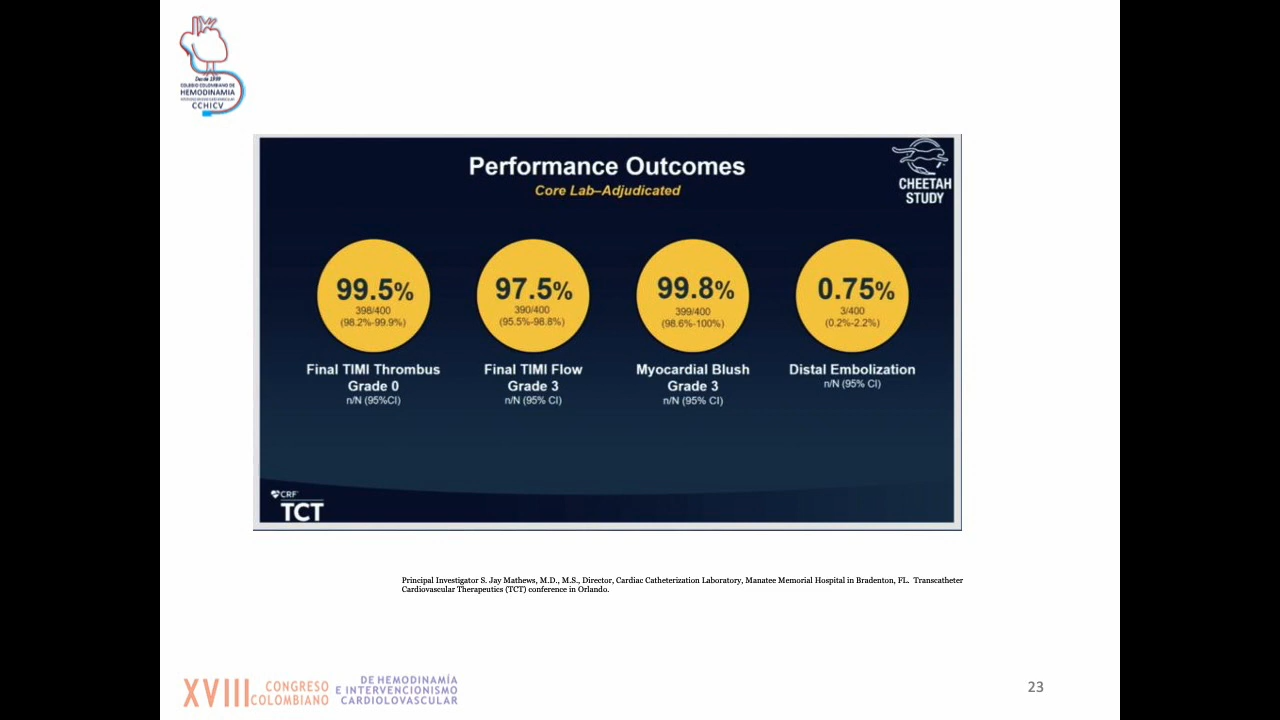 Desde 1999
COLEGIO COLOMBIANO DE
HEMODINAMIA
CCHICV
Performance Outcomes
Core Lab–Adjudicated
CHEETAH
STUDY
99.5%
398/400
(98.2%-99.9%)
Final TIMI Thrombus
Grade 0
n/N (95%CI)
97.5%
390/400
(95.5%-98.8%)
Final TIMI Flow
Grade 3
n/N (95% CI)
99.8%
399/400
(98.6%-100%)
Myocardial Blush
Grade 3
n/N (95% CI)
0.75%
3/400
(0.2%-2.2%)
Distal Embolization
n/N (95% CI)
CRF
TCT
Principal Investigator S. Jay Mathews, M.D., M.S., Director, Cardiac Catheterization Laboratory, Manatee Memorial Hospital in Bradenton, FL. Transcatheter
Cardiovascular Therapeutics (TCT) conference in Orlando.
XVIII CONGRESO
COLOMBIANO
DE HEMODINAMÍA
E INTERVENCIONISMO
CARDIOLOVASCULAR
23